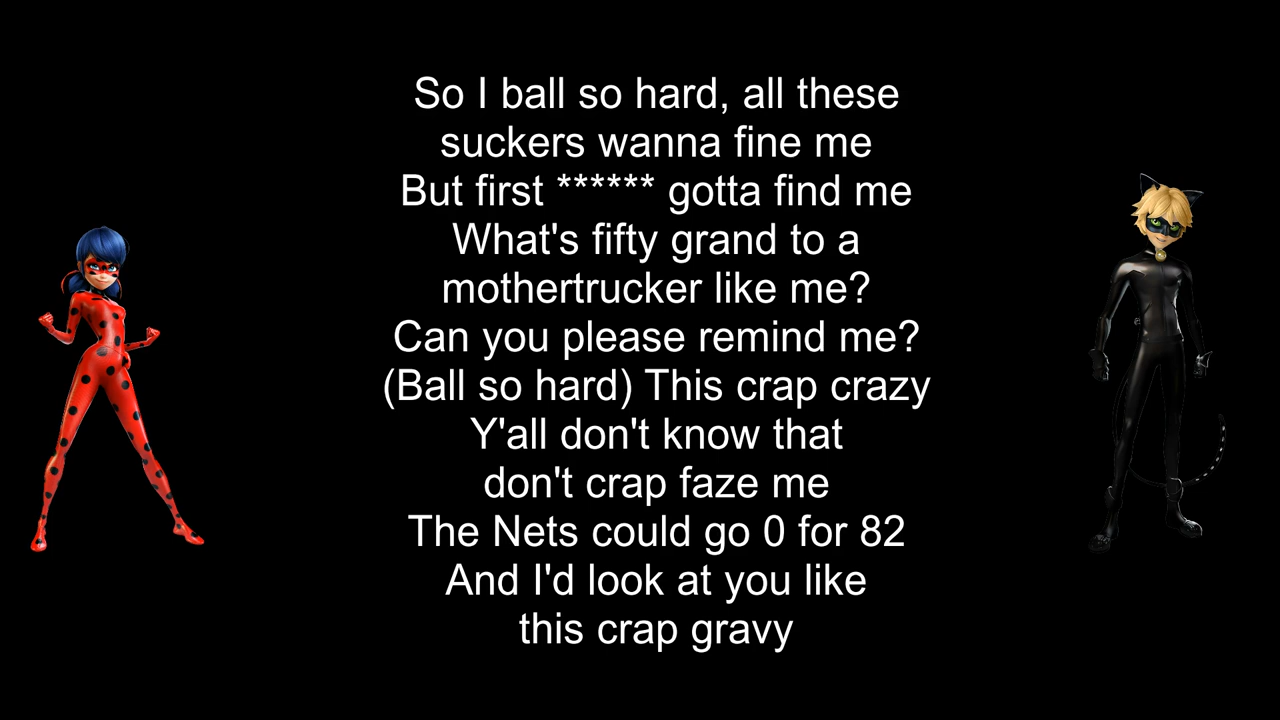 So I ball so hard, all these
suckers wanna fine me
But first ****** gotta find me
What's fifty grand to a
mothertrucker like me?
Can you please remind me?
(Ball so hard) This crap crazy
Y'all don't know that
don't crap faze me
The Nets could go 0 for 82
And I'd look at you like
this crap gravy